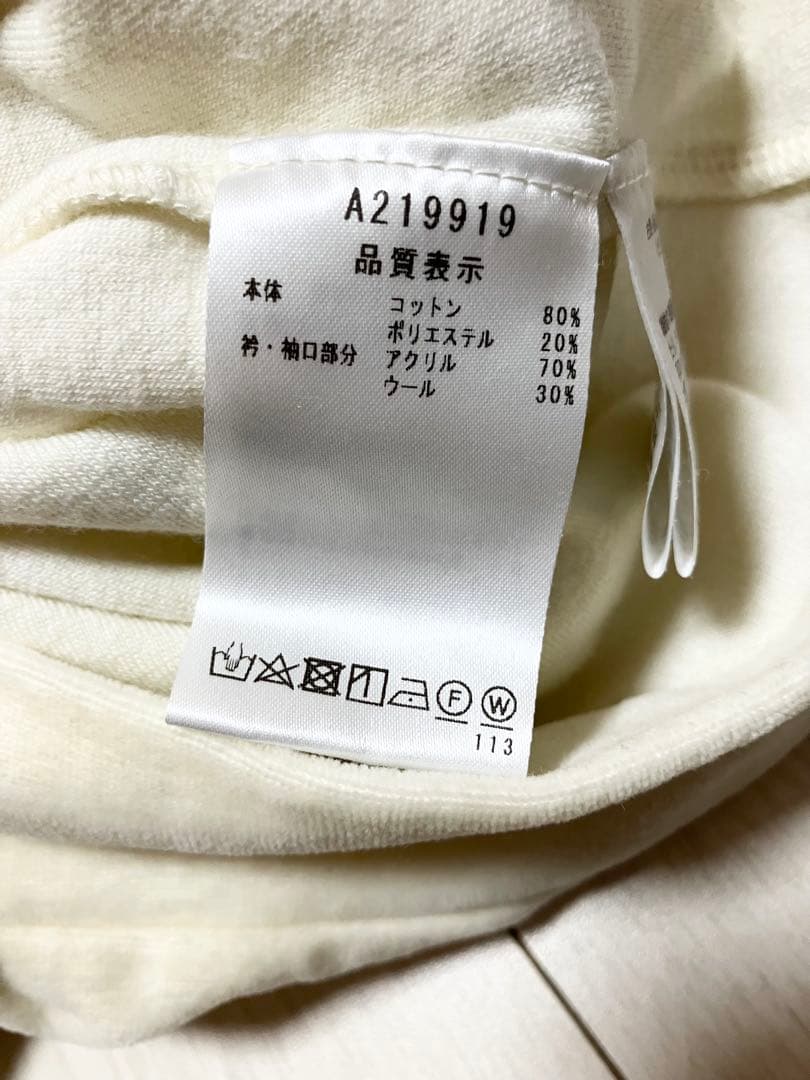 A219919
品質表示
本体 コットン 80%
ポリエステル 20%
衿・袖口部分 アクリル 70%
ウール 30%
F W
113